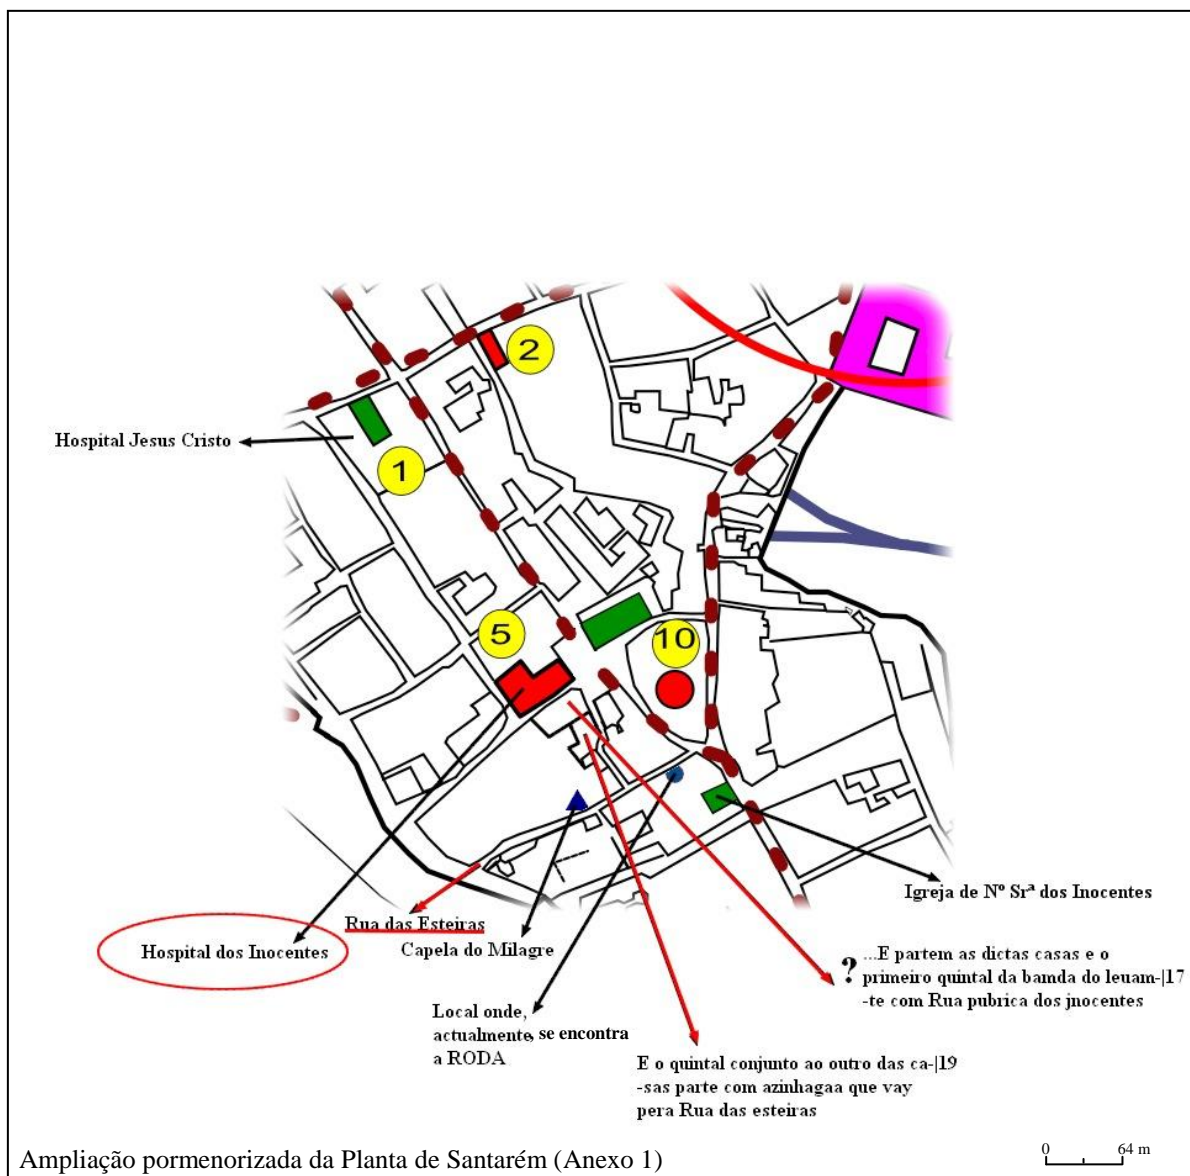 2
Hospital Jesus Cristo
1
5
10
Igreja de Nº Srª dos Inocentes
Rua das Esteiras
Hospital dos Inocentes
Capela do Milagre
? ...E partem as dictas casas e o
primeiro quintal da bamda do leuam-|17
-te com Rua pubrica dos jnocentes
Local onde,
actualmente, se encontra
a RODA
E o quintal conjunto ao outro das ca-|19
-sas parte com azinhagaa que vay
pera Rua das esteiras
Ampliação pormenorizada da Planta de Santarém (Anexo 1)
0 64 m